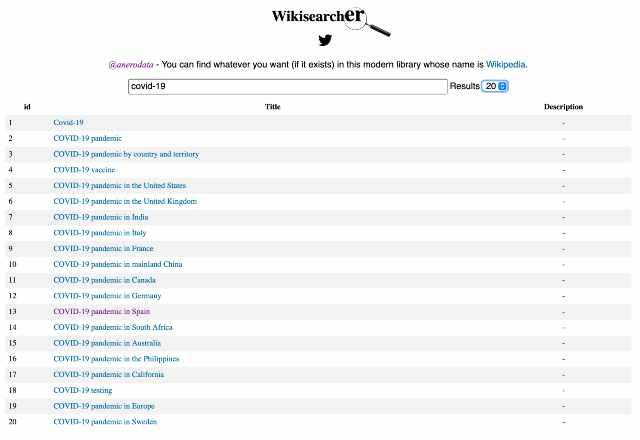 Wikisearcher
@anerodata - You can find whatever you want (if it exists) in this modern library whose name is Wikipedia.
covid-19 Results 20
id Title Description
1 Covid-19 -
2 COVID-19 pandemic -
3 COVID-19 pandemic by country and territory -
4 COVID-19 vaccine -
5 COVID-19 pandemic in the United States -
6 COVID-19 pandemic in the United Kingdom -
7 COVID-19 pandemic in India -
8 COVID-19 pandemic in Italy -
9 COVID-19 pandemic in France -
10 COVID-19 pandemic in mainland China -
11 COVID-19 pandemic in Canada -
12 COVID-19 pandemic in Germany -
13 COVID-19 pandemic in Spain -
14 COVID-19 pandemic in South Africa -
15 COVID-19 pandemic in Australia -
16 COVID-19 pandemic in the Philippines -
17 COVID-19 pandemic in California -
18 COVID-19 testing -
19 COVID-19 pandemic in Europe -
20 COVID-19 pandemic in Sweden -